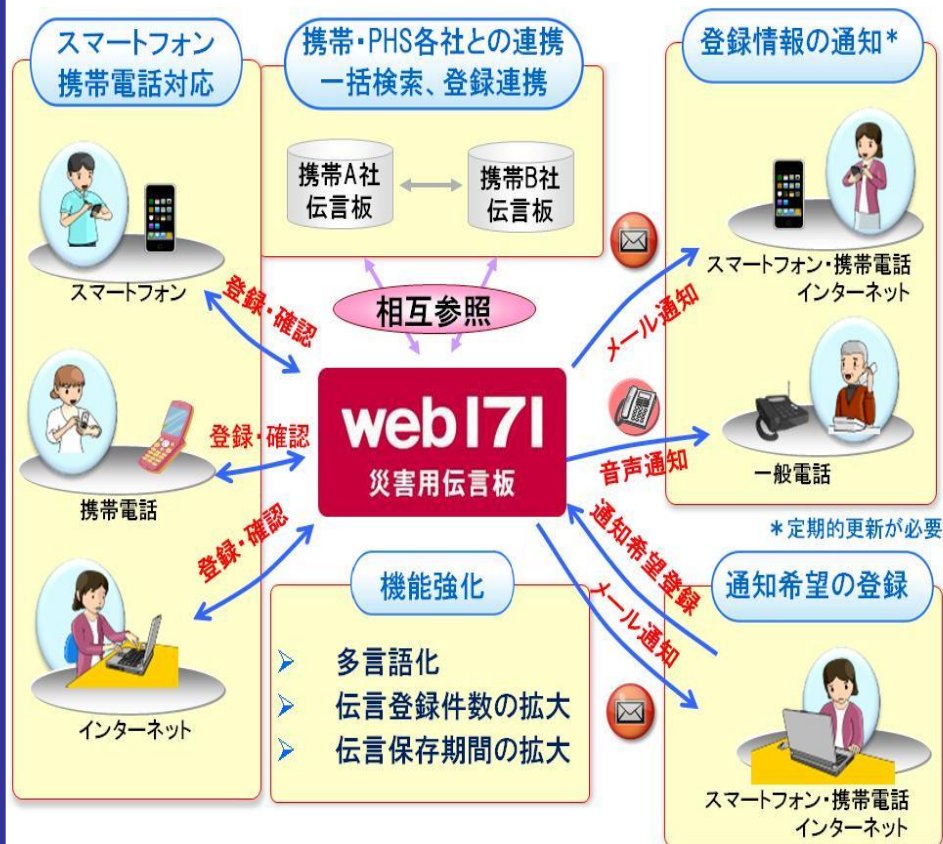 スマートフォン
携帯電話対応
スマートフォン
登録・確認
携帯電話
登録・確認
インターネット
登録・確認
携帯・PHS各社との連携
一括検索、登録連携
携帯A社
伝言板
携帯B社
伝言板
相互参照
web171
災害用伝言板
機能強化
➢ 多言語化
➢ 伝言登録件数の拡大
➢ 伝言保存期間の拡大
登録情報の通知*
スマートフォン・携帯電話
インターネット
メール通知
音声通知
一般電話
*定期的更新が必要
通知希望の登録
通知希望登録
メール通知
スマートフォン・携帯電話
インターネット